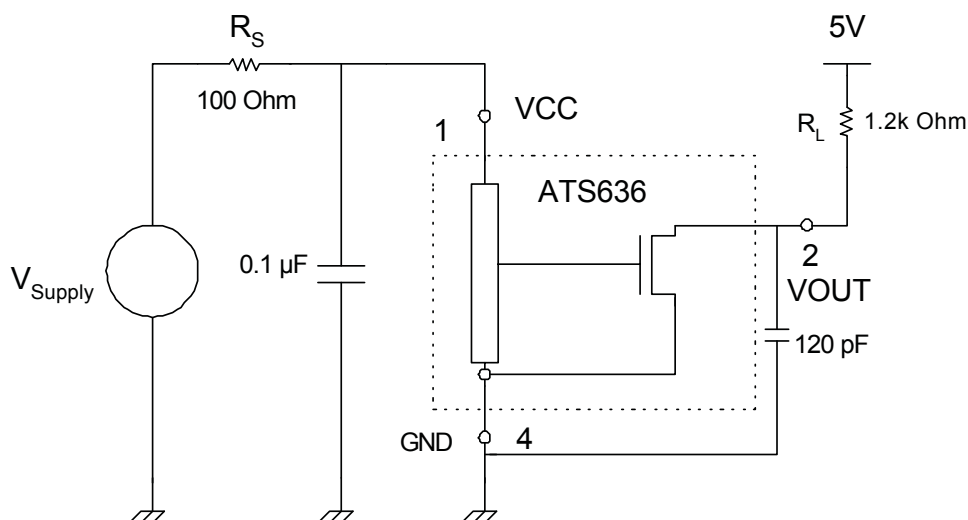 R_S
100 Ohm
5V
VCC
1
R_L 1.2k Ohm
ATS636
V_Supply
0.1 µF
2
VOUT
120 pF
GND
4